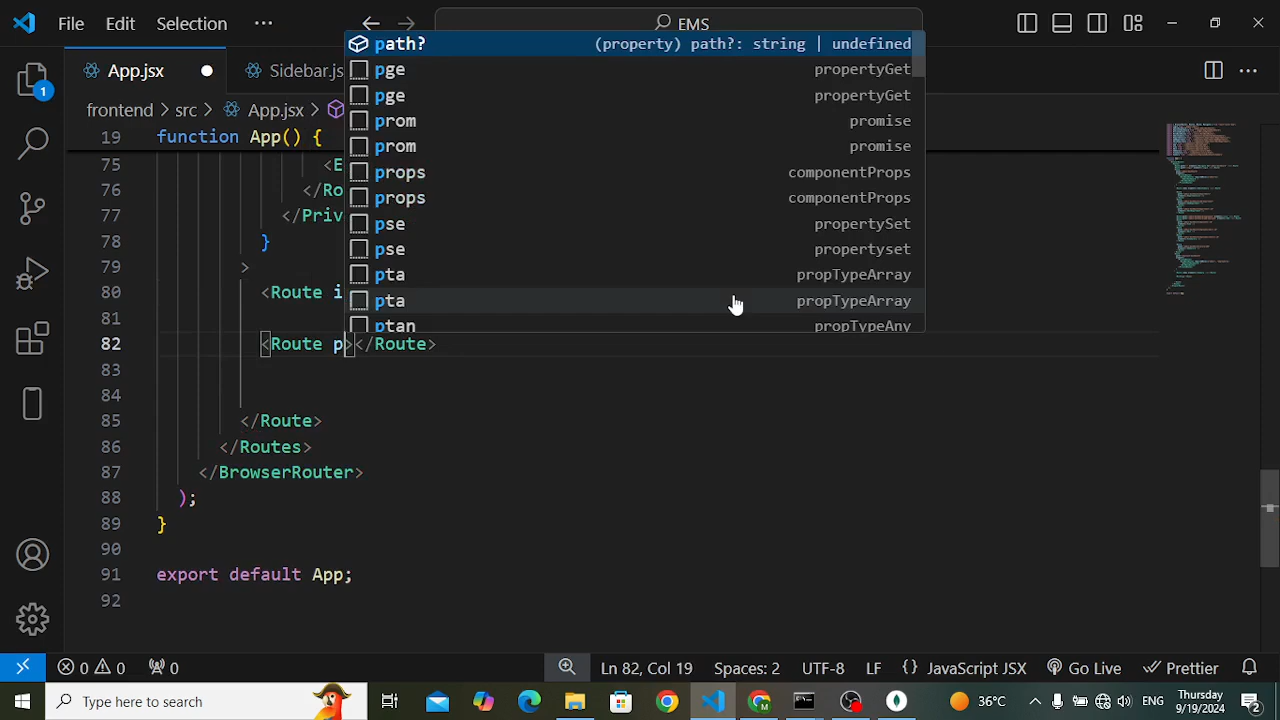 File Edit Selection ··· EMS
App.jsx Sidebar.js
frontend > src > App.jsx >
19 function App() {
path? (property) path?: string | undefined
pge propertyGet
pge propertyGet
prom promise
prom promise
props componentProps
props componentProps
pse propertySet
pse propertyset
pta propTypeArray
pta propTypeArray
ptan propTypeAny
75 <E
76 </Ro
77 </Priv
78 }
79 >
80 <Route i
81
82 <Route p></Route>
83
84
85 </Route>
86 </Routes>
87 </BrowserRouter>
88 );
89 }
90
91 export default App;
92
1
0 0 0 Ln 82, Col 19 Spaces: 2 UTF-8 LF {} JavaScript JSX Go Live Prettier
Type here to search 36°C ENG Thursday 9/19/2024 2